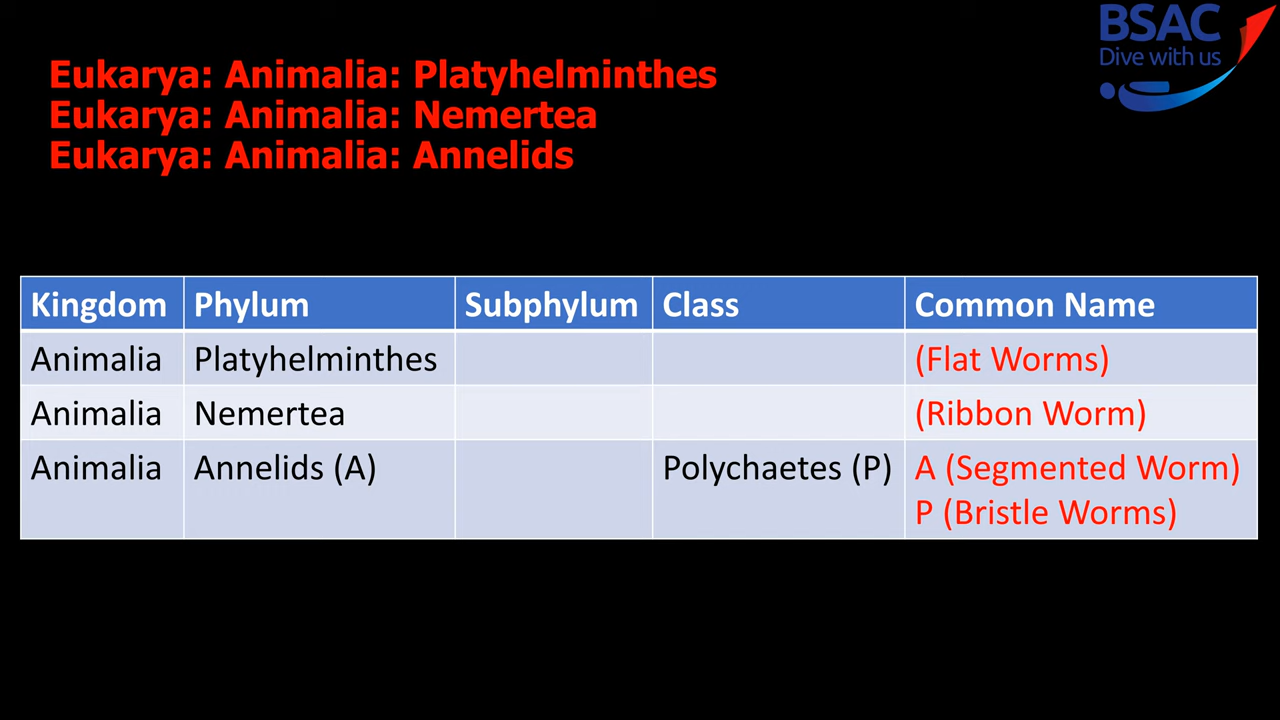 BSAC
Dive with us
Eukarya: Animalia: Platyhelminthes
Eukarya: Animalia: Nemertea
Eukarya: Animalia: Annelids
Kingdom Phylum Subphylum Class Common Name
Animalia Platyhelminthes (Flat Worms)
Animalia Nemertea (Ribbon Worm)
Animalia Annelids (A) Polychaetes (P) A (Segmented Worm)
P (Bristle Worms)